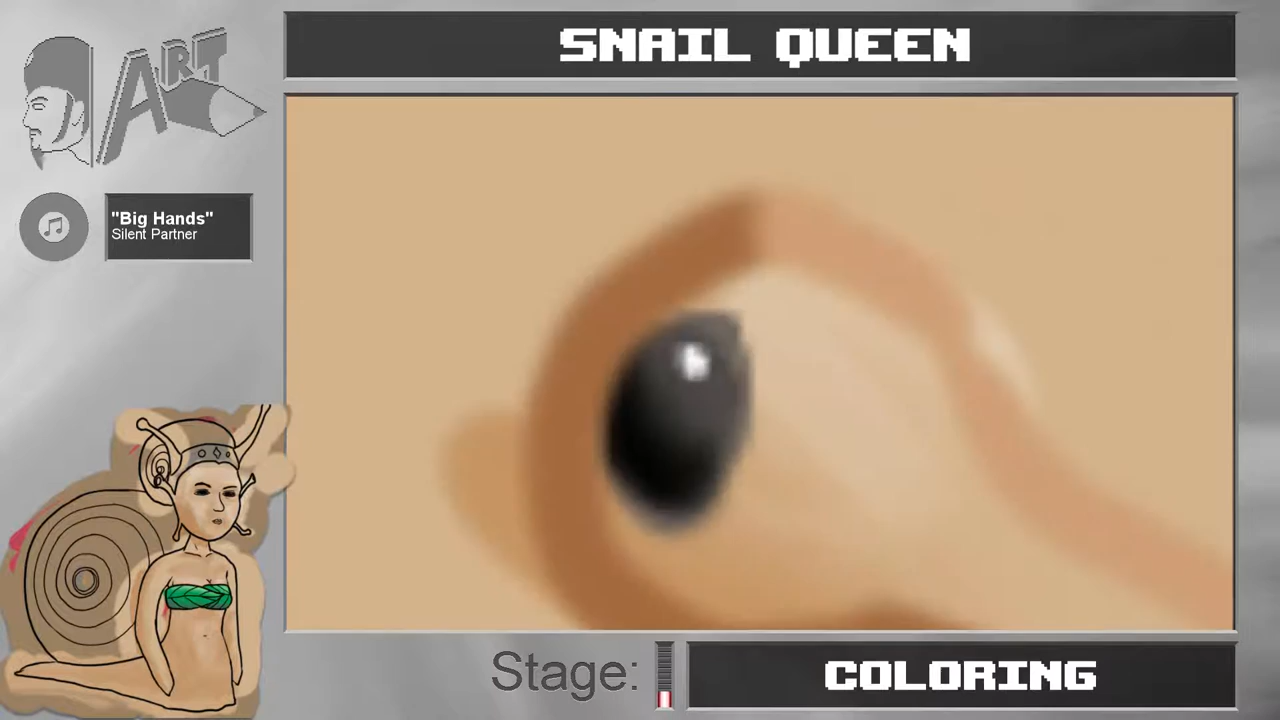 SNAIL QUEEN
ART
"Big Hands"
Silent Partner
Stage:
COLORING